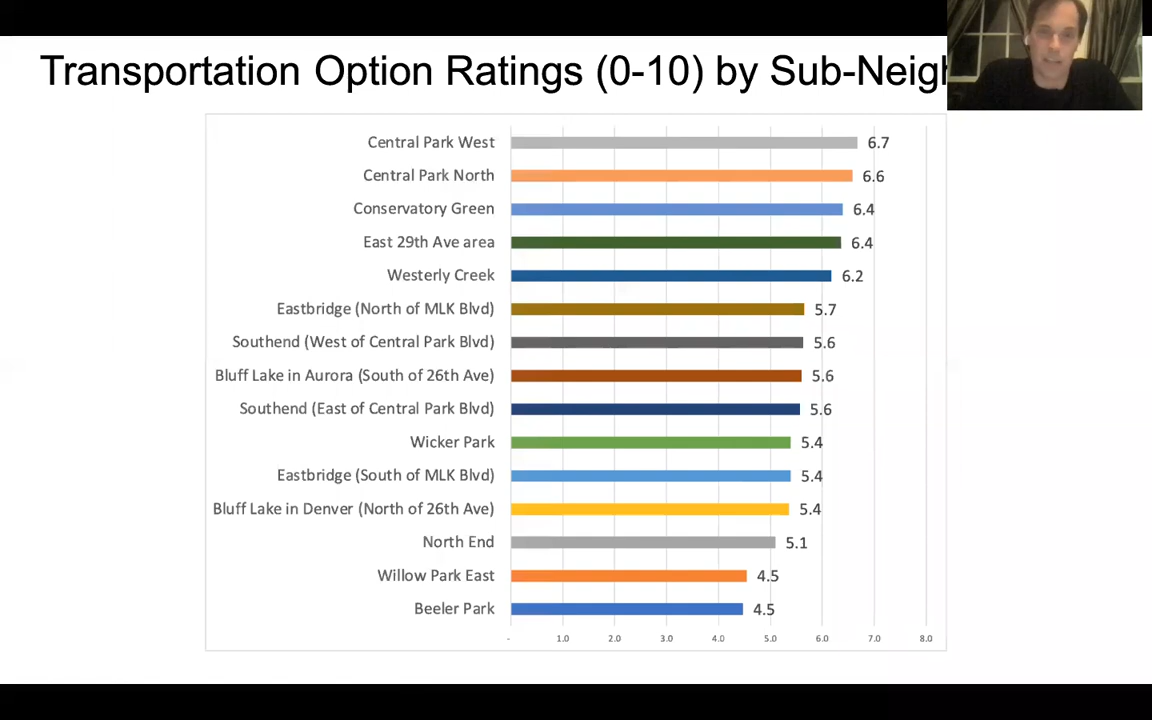 Transportation Option Ratings (0-10) by
Central Park West 6.7
Central Park North 6.6
Conservatory Green 6.4
East 29th Ave area 6.4
Westerly Creek 6.2
Eastbridge (North of MLK Blvd) 5.7
Southend (West of Central Park Blvd) 5.6
Bluff Lake in Aurora (South of 26th Ave) 5.6
Southend (East of Central Park Blvd) 5.6
Wicker Park 5.4
Eastbridge (South of MLK Blvd) 5.4
Bluff Lake in Denver (North of 26th Ave) 5.4
North End 5.1
Willow Park East 4.5
Beeler Park 4.5
- 1.0 2.0 3.0 4.0 5.0 6.0 7.0 8.0